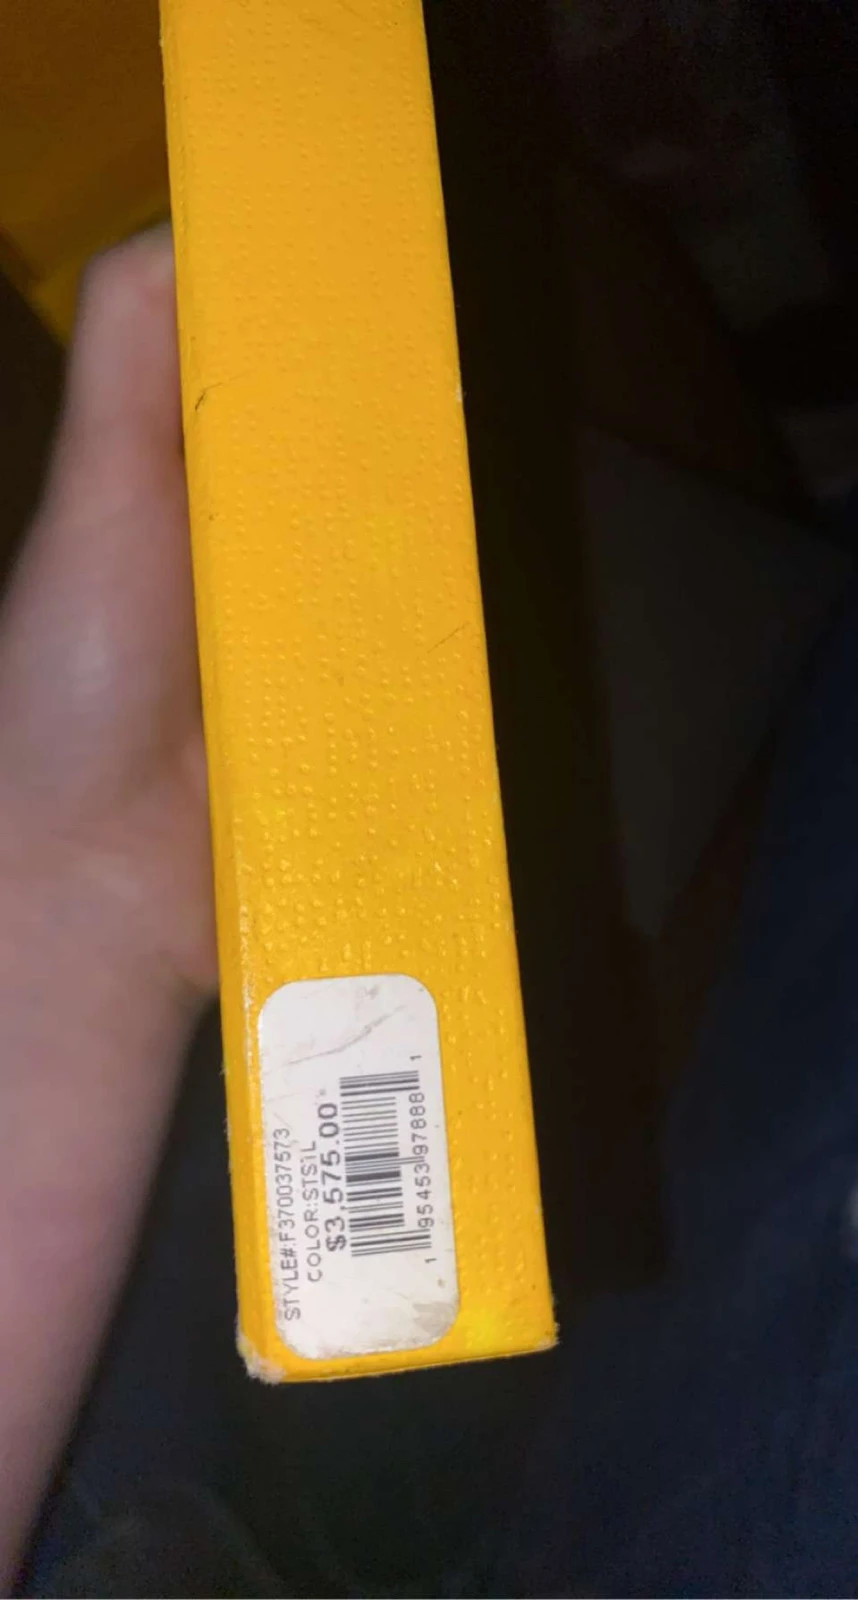 STYLE#:F370037573
COLOR:STSIL
$3,575.00
1 95453 97888 1